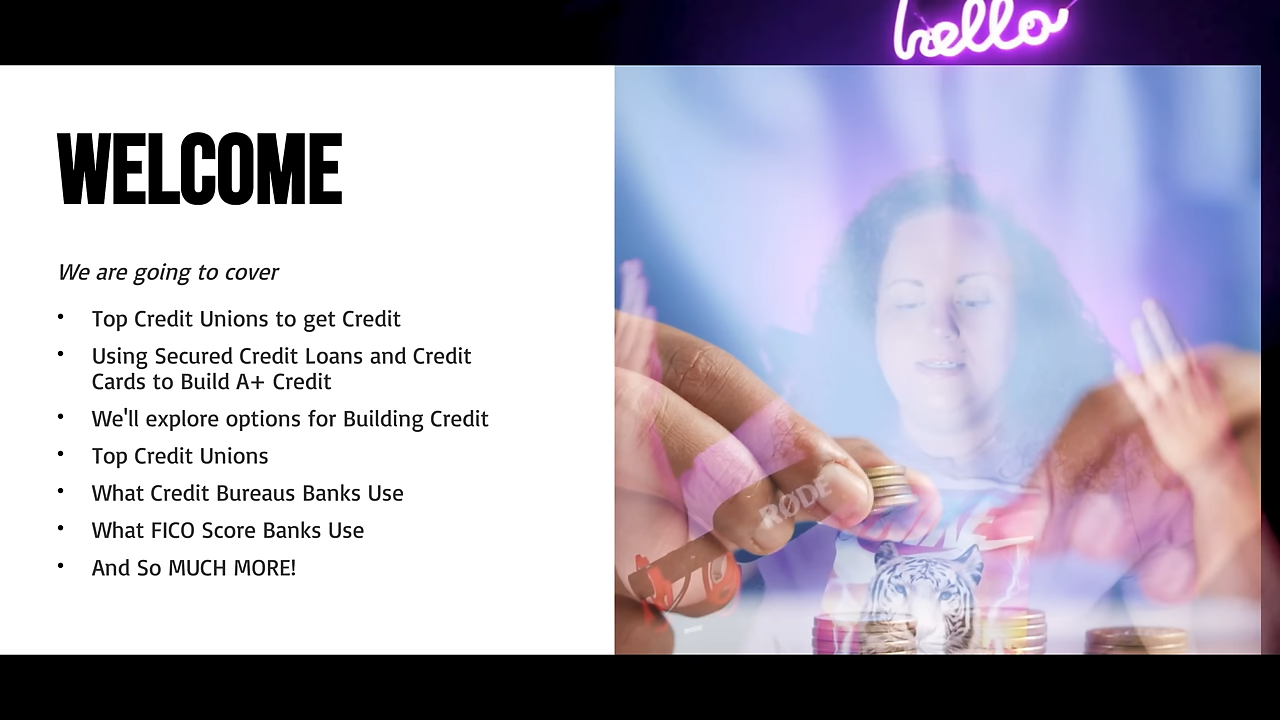 hello
WELCOME
We are going to cover
• Top Credit Unions to get Credit
• Using Secured Credit Loans and Credit
Cards to Build A+ Credit
• We'll explore options for Building Credit
• Top Credit Unions
• What Credit Bureaus Banks Use
• What FICO Score Banks Use
• And So MUCH MORE!
RØDE